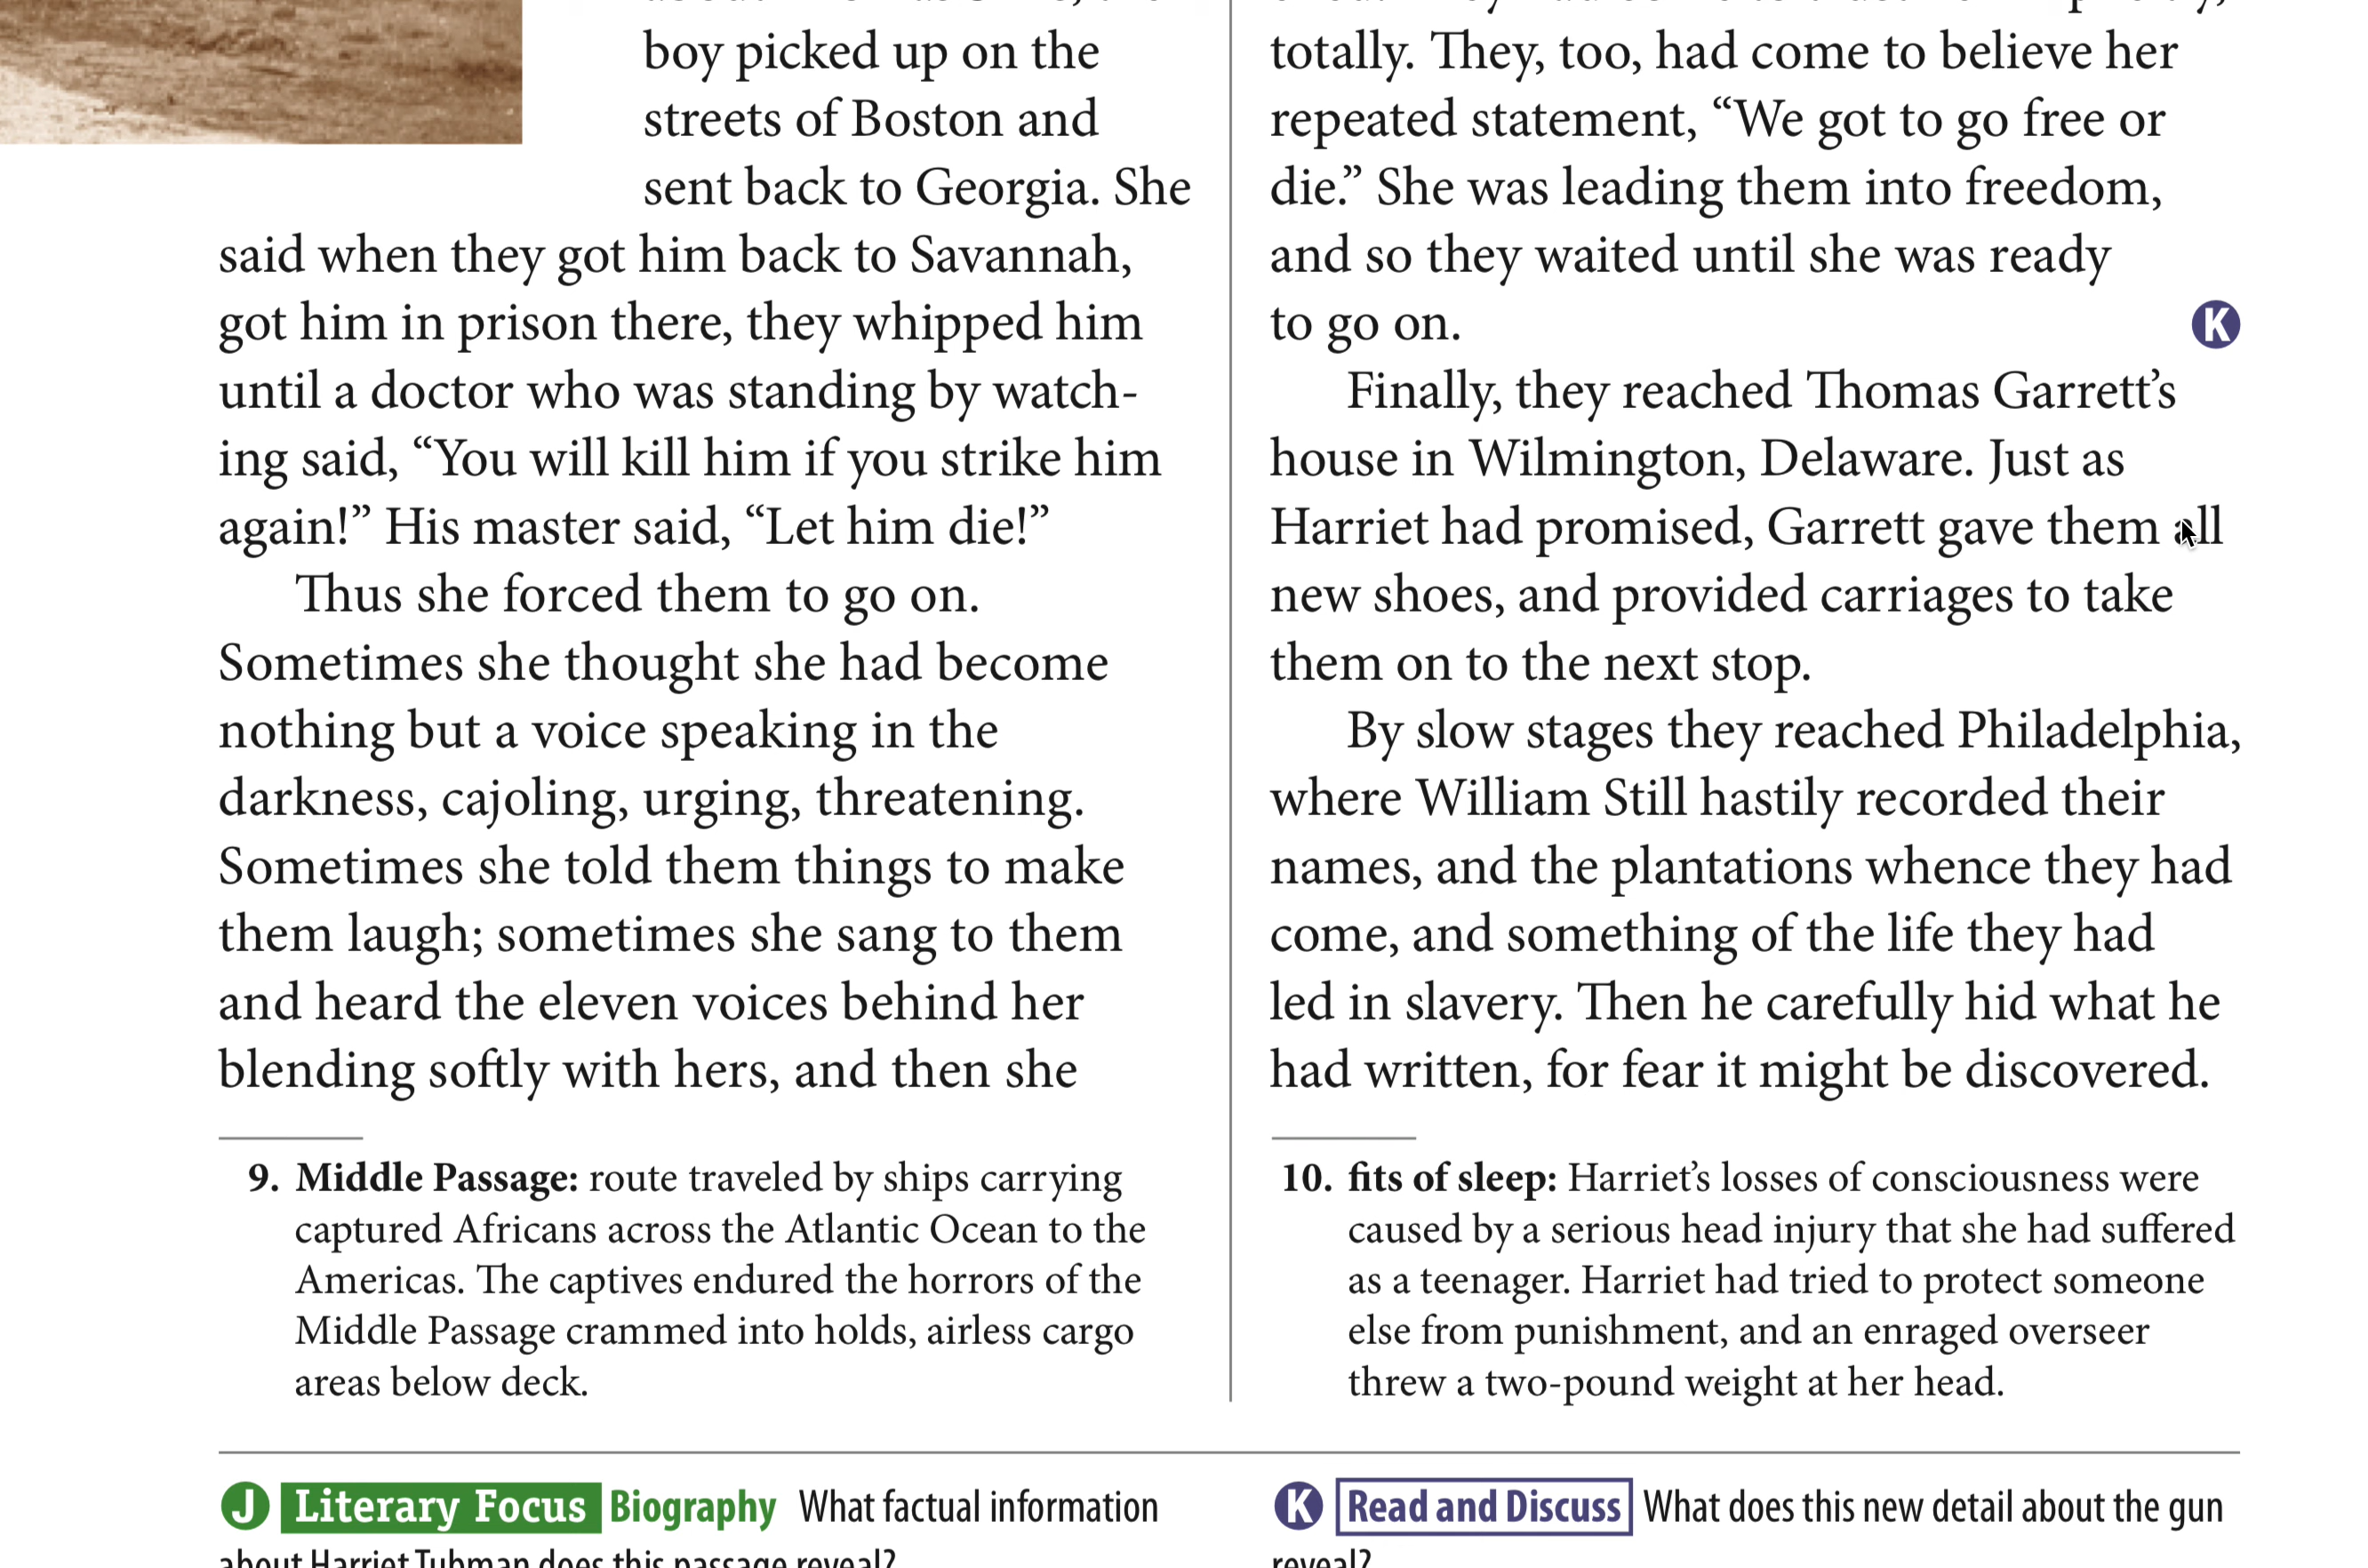 boy picked up on the
streets of Boston and
sent back to Georgia. She
said when they got him back to Savannah,
got him in prison there, they whipped him
until a doctor who was standing by watch-
ing said, “You will kill him if you strike him
again!” His master said, “Let him die!”
Thus she forced them to go on.
Sometimes she thought she had become
nothing but a voice speaking in the
darkness, cajoling, urging, threatening.
Sometimes she told them things to make
them laugh; sometimes she sang to them
and heard the eleven voices behind her
blending softly with hers, and then she
9. Middle Passage: route traveled by ships carrying
captured Africans across the Atlantic Ocean to the
Americas. The captives endured the horrors of the
Middle Passage crammed into holds, airless cargo
areas below deck.
totally. They, too, had come to believe her
repeated statement, “We got to go free or
die.” She was leading them into freedom,
and so they waited until she was ready
to go on. K
Finally, they reached Thomas Garrett’s
house in Wilmington, Delaware. Just as
Harriet had promised, Garrett gave them all
new shoes, and provided carriages to take
them on to the next stop.
By slow stages they reached Philadelphia,
where William Still hastily recorded their
names, and the plantations whence they had
come, and something of the life they had
led in slavery. Then he carefully hid what he
had written, for fear it might be discovered.
10. fits of sleep: Harriet’s losses of consciousness were
caused by a serious head injury that she had suffered
as a teenager. Harriet had tried to protect someone
else from punishment, and an enraged overseer
threw a two-pound weight at her head.
J Literary Focus Biography What factual information
about Harriet Tubman does this passage reveal?
K Read and Discuss What does this new detail about the gun
reveal?